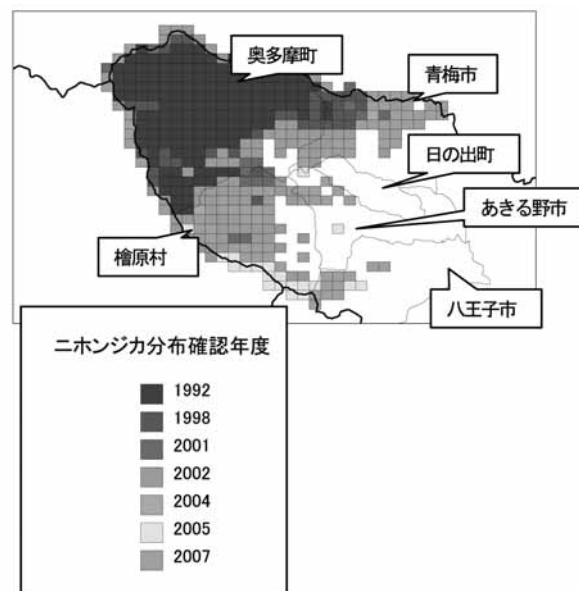 奥多摩町
青梅市
日の出町
あきる野市
檜原村
八王子市
ニホンジカ分布確認年度
1992
1998
2001
2002
2004
2005
2007